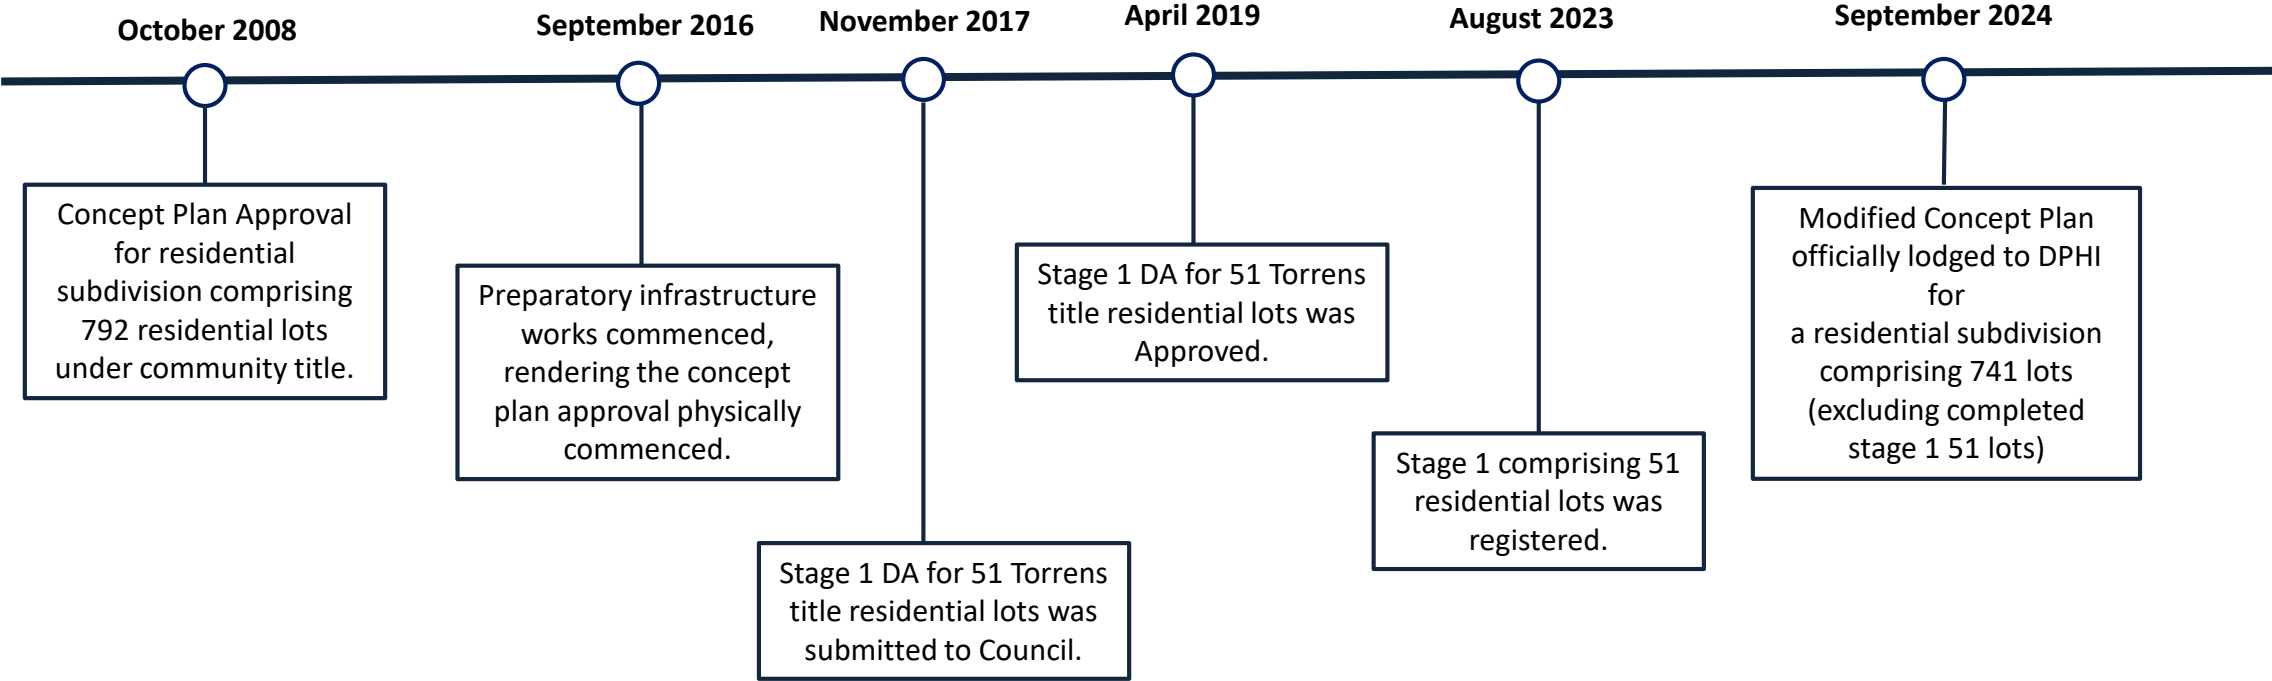 October 2008
September 2016
November 2017
April 2019
August 2023
September 2024
Concept Plan Approval
for residential
subdivision comprising
792 residential lots
under community title.
Preparatory infrastructure
works commenced,
rendering the concept
plan approval physically
commenced.
Stage 1 DA for 51 Torrens
title residential lots was
submitted to Council.
Stage 1 DA for 51 Torrens
title residential lots was
Approved.
Stage 1 comprising 51
residential lots was
registered.
Modified Concept Plan
officially lodged to DPHI
for
a residential subdivision
comprising 741 lots
(excluding completed
stage 1 51 lots)